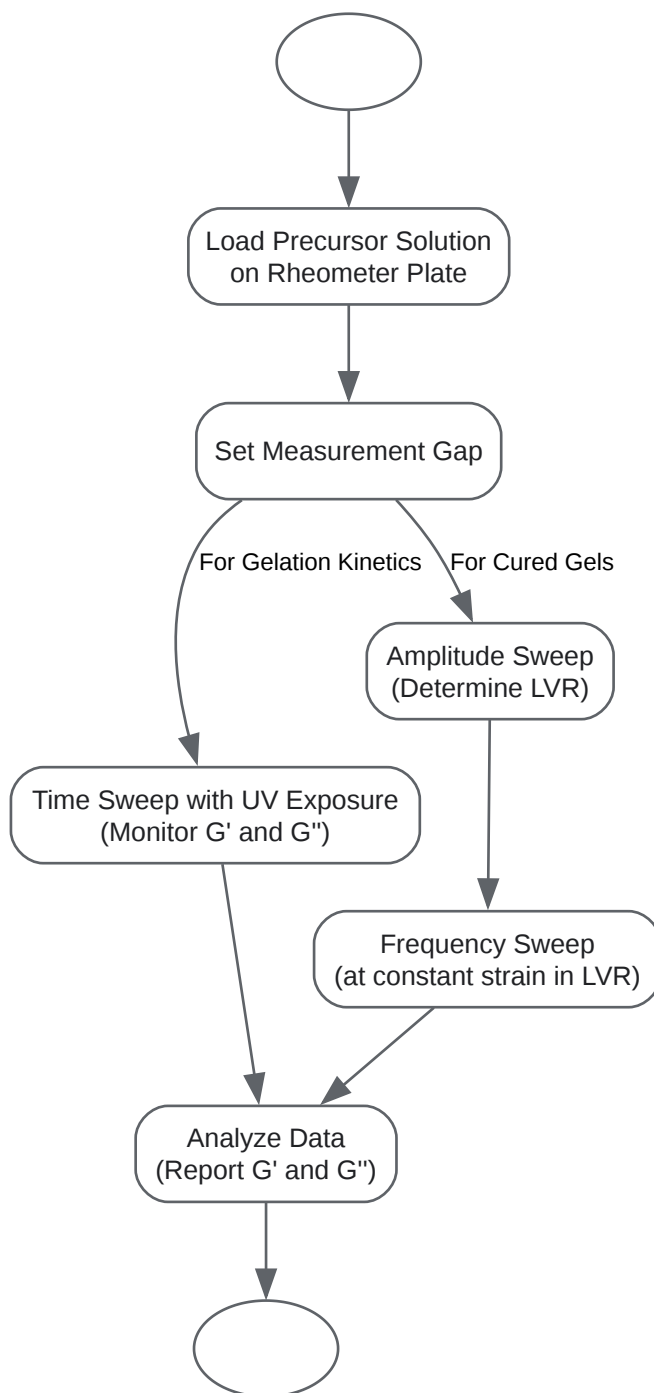 Load Precursor Solution
on Rheometer Plate
Set Measurement Gap
For Gelation Kinetics
For Cured Gels
Amplitude Sweep
(Determine LVR)
Time Sweep with UV Exposure
(Monitor G' and G'')
Frequency Sweep
(at constant strain in LVR)
Analyze Data
(Report G' and G'')